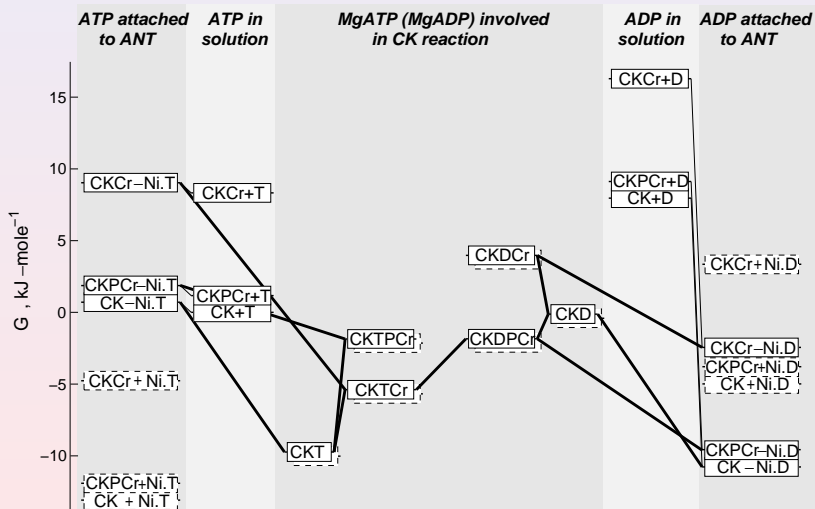 ATP attached
to ANT
ATP in
solution
MgATP (MgADP) involved
in CK reaction
ADP in
solution
ADP attached
to ANT
G , kJ –mole–1
15
10
5
0
–5
–10
CKCr–Ni.T
CKPCr–Ni.T
CK–Ni.T
CKCr+Ni.T
CKPCr+Ni.T
CK + Ni.T
CKCr+T
CKPCr+T
CK+T
CKT
CKTPCr
CKTCr
CKDCr
CKDPCr
CKD
CKCr+D
CKPCr+D
CK+D
CKCr+Ni.D
CKCr–Ni.D
CKPCr+Ni.D
CK+Ni.D
CKPCr–Ni.D
CK –Ni.D